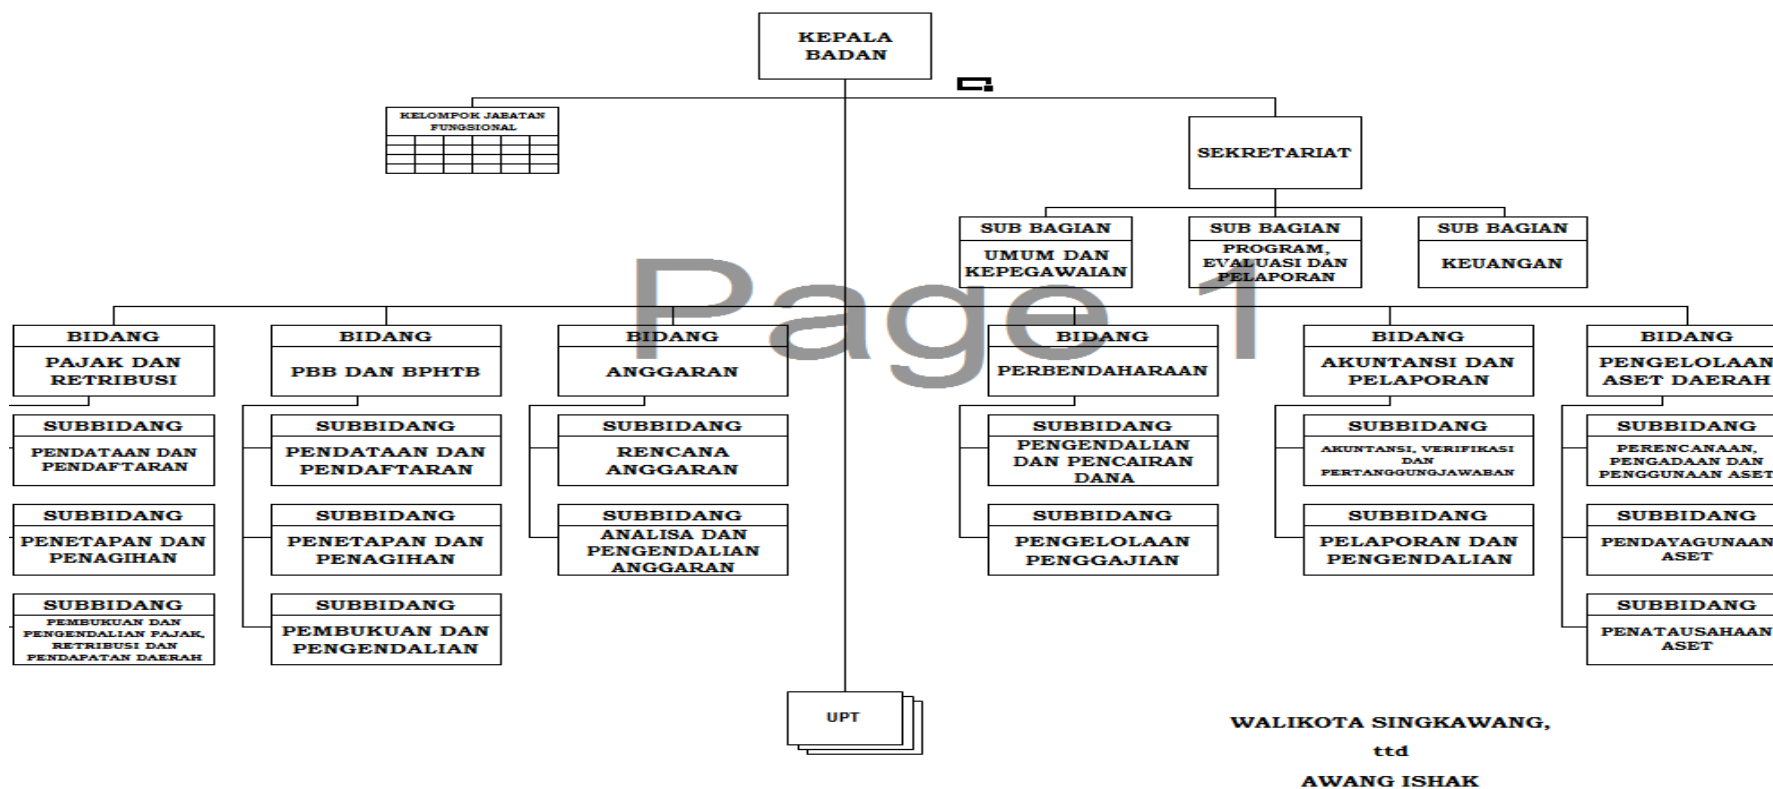 KEPALA
BADAN
KELOMPOK JABATAN
FUNGSIONAL
SEKRETARIAT
SUB BAGIAN
UMUM DAN
KEPEGAWAIAN
SUB BAGIAN
PROGRAM,
EVALUASI DAN
PELAPORAN
SUB BAGIAN
KEUANGAN
Page 1
BIDANG
PAJAK DAN
RETRIBUSI
BIDANG
PBB DAN BPHTB
BIDANG
ANGGARAN
BIDANG
PERBENDAHARAAN
BIDANG
AKUNTANSI DAN
PELAPORAN
BIDANG
PENGELOLAAN
ASET DAERAH
SUBBIDANG
PENDATAAN DAN
PENDAFTARAN
SUBBIDANG
PENDATAAN DAN
PENDAFTARAN
SUBBIDANG
RENCANA
ANGGARAN
SUBBIDANG
PENGENDALIAN
DAN PENCAIRAN
DANA
SUBBIDANG
AKUNTANSI, VERIFIKASI
DAN
PERTANGGUNGJAWABAN
SUBBIDANG
PERENCANAAN,
PENGADAAN DAN
PENGGUNAAN ASET
SUBBIDANG
PENETAPAN DAN
PENAGIHAN
SUBBIDANG
PENETAPAN DAN
PENAGIHAN
SUBBIDANG
ANALISA DAN
PENGENDALIAN
ANGGARAN
SUBBIDANG
PENGELOLAAN
PENGGAJIAN
SUBBIDANG
PELAPORAN DAN
PENGENDALIAN
SUBBIDANG
PENDAYAGUNAAN
ASET
SUBBIDANG
PEMBUKUAN DAN
PENGENDALIAN PAJAK,
RETRIBUSI DAN
PENDAPATAN DAERAH
SUBBIDANG
PEMBUKUAN DAN
PENGENDALIAN
SUBBIDANG
PENATAUSAHAAN
ASET
UPT
WALIKOTA SINGKAWANG,
ttd
AWANG ISHAK